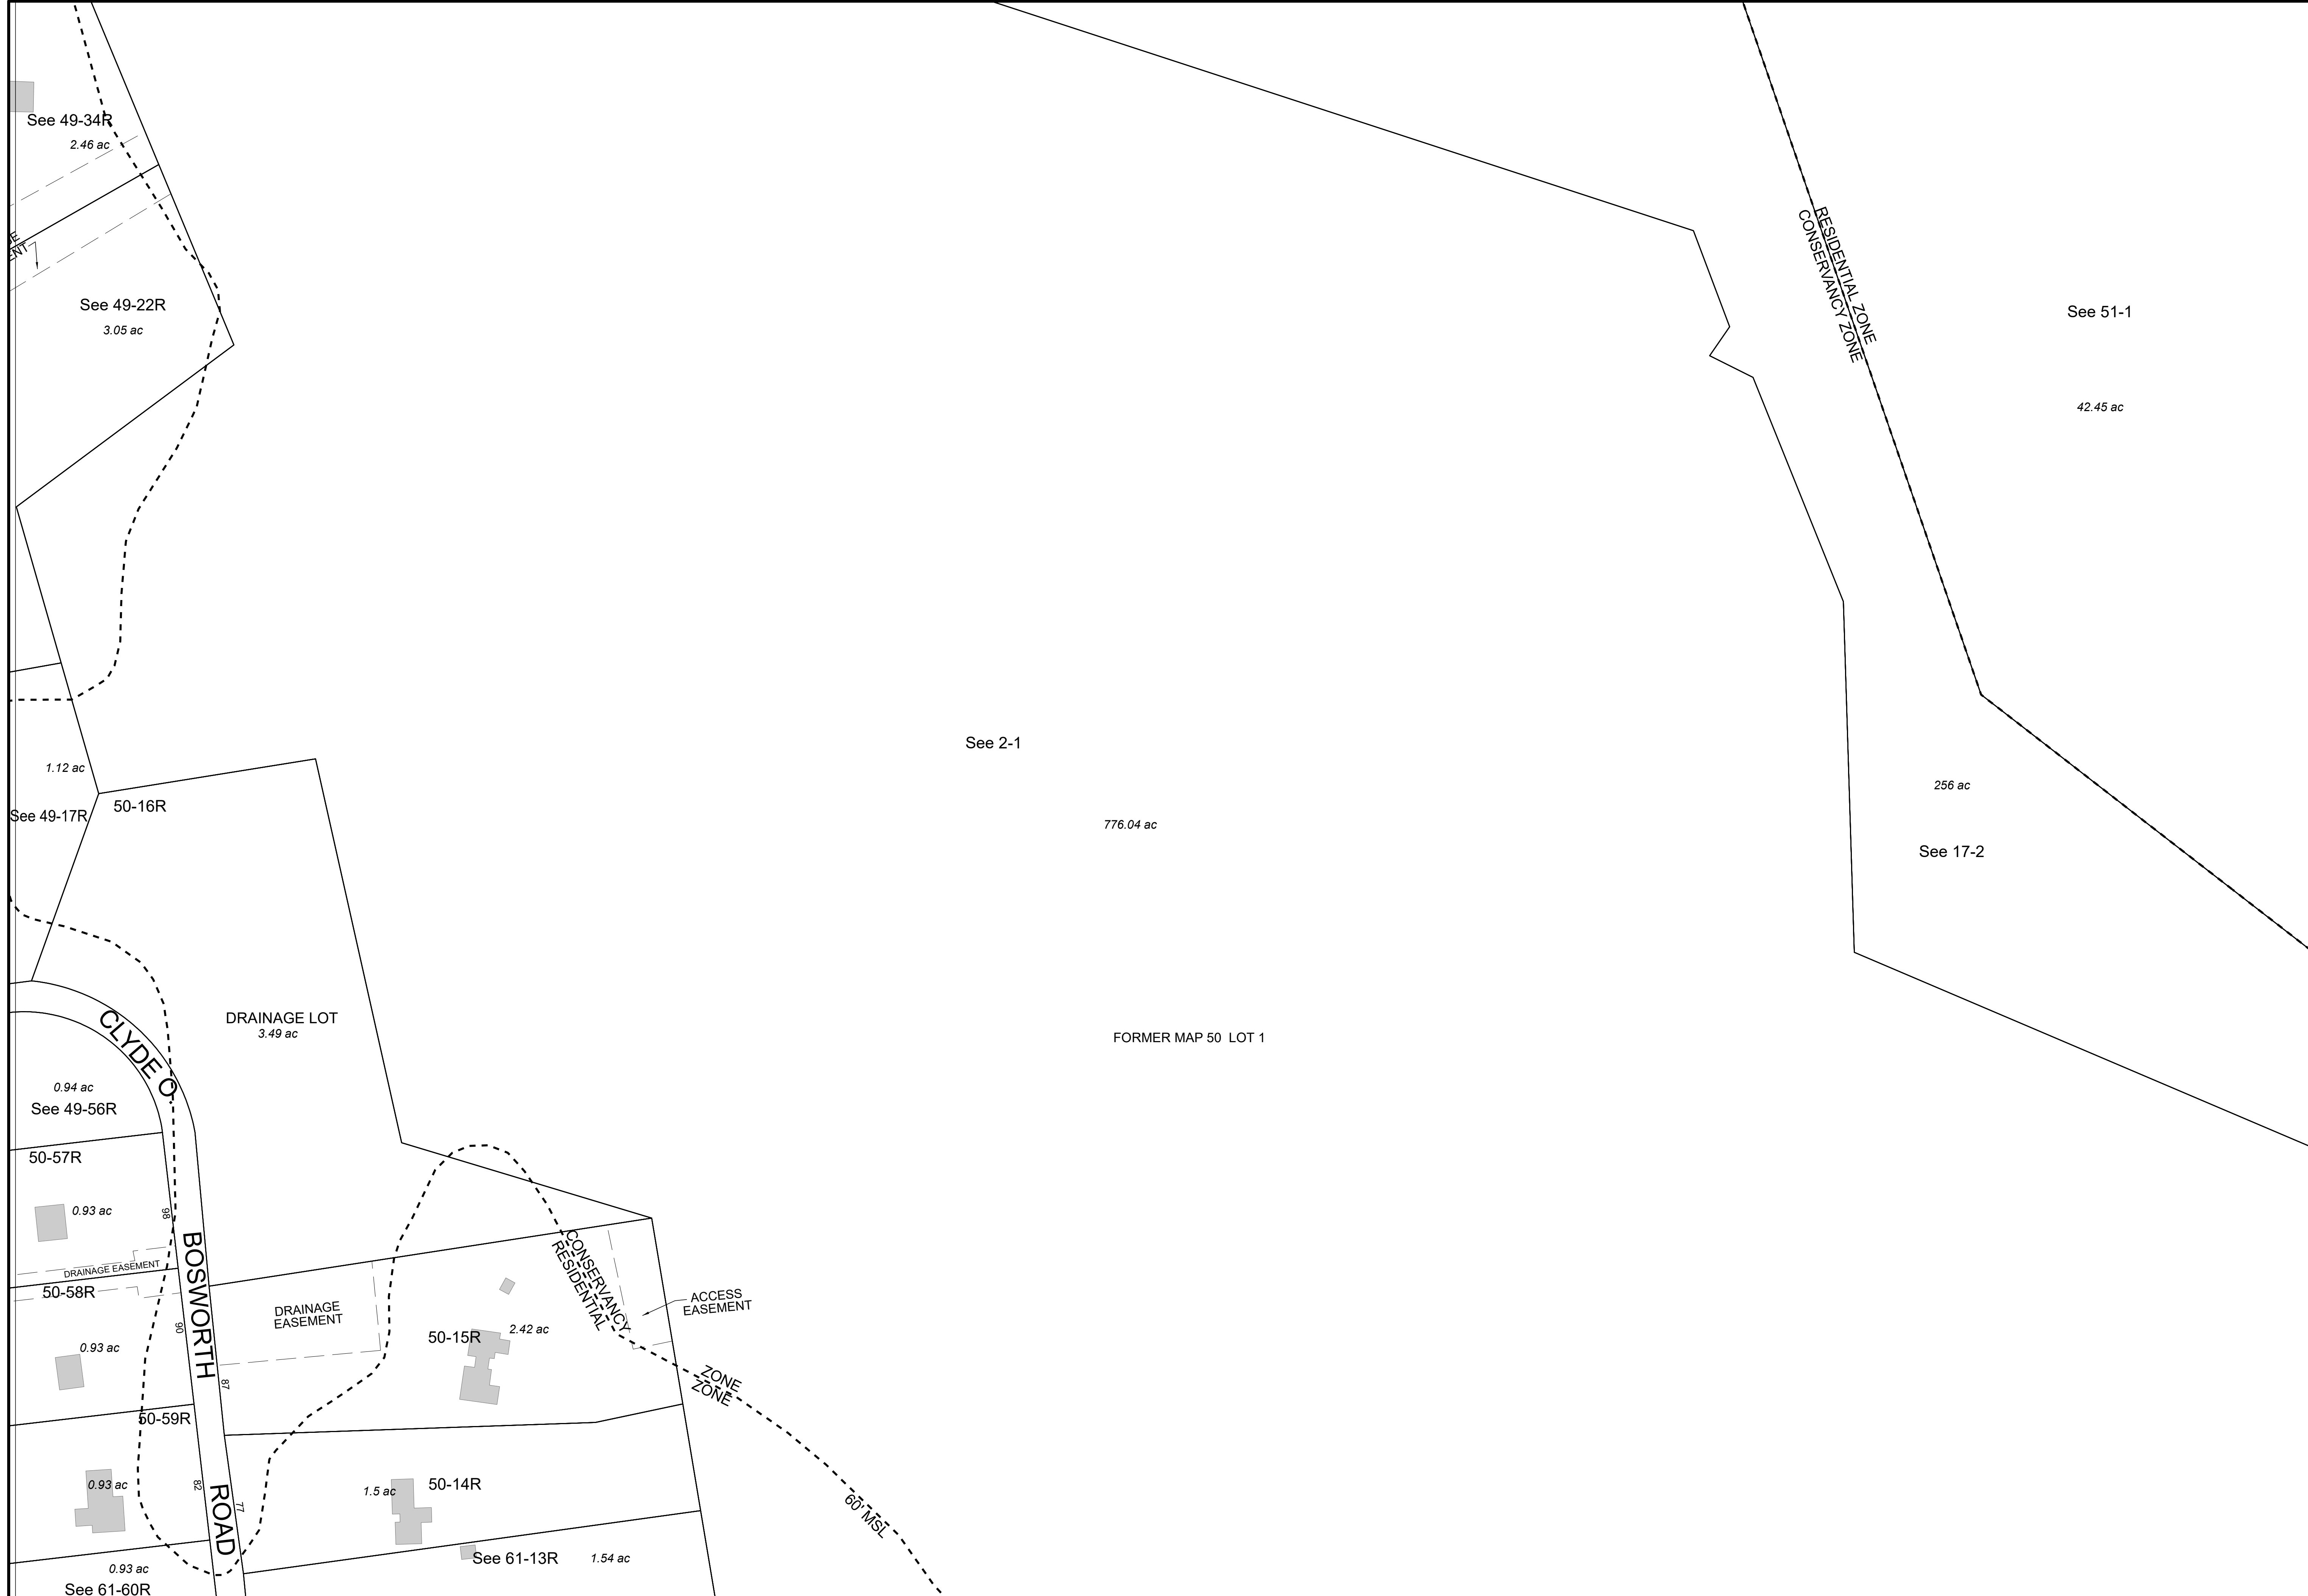 See 49-34R
2.46 ac
See 49-22R
3.05 ac
RESIDENTIAL ZONE
CONSERVANCY ZONE
See 51-1
42.45 ac
See 2-1
776.04 ac
256 ac
See 17-2
1.12 ac
See 49-17R
50-16R
DRAINAGE LOT
3.49 ac
FORMER MAP 50  LOT 1
CLYDE Q.
BOSWORTH
ROAD
0.94 ac
See 49-56R
50-57R
0.93 ac
98
DRAINAGE EASEMENT
50-58R
90
0.93 ac
DRAINAGE
EASEMENT
87
50-15R
2.42 ac
CONSERVANCY
RESIDENTIAL
ACCESS
EASEMENT
ZONE
ZONE
50-59R
82
0.93 ac
77
1.5 ac
50-14R
60' MSL
See 61-13R
1.54 ac
0.93 ac
See 61-60R